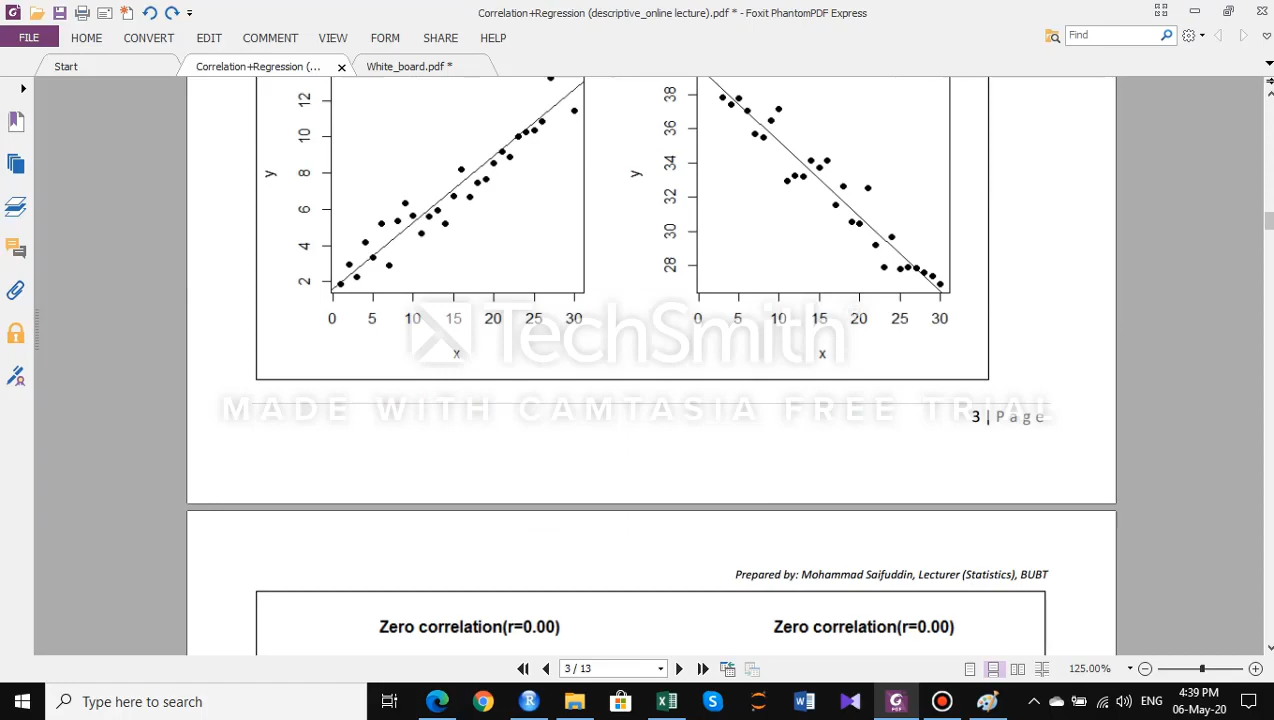 Correlation+Regression (descriptive_online lecture).pdf * - Foxit PhantomPDF Express
FILE HOME CONVERT EDIT COMMENT VIEW FORM SHARE HELP
Find
Start
Correlation+Regression (...
White_board.pdf *
12
10
8
6
4
2
y
0 5 10 15 20 25 30
x
38
36
34
32
30
28
y
0 5 10 15 20 25 30
x
TechSmith
MADE WITH CAMTASIA FREE TRIAL
3 | Page
Prepared by: Mohammad Saifuddin, Lecturer (Statistics), BUBT
Zero correlation(r=0.00)
Zero correlation(r=0.00)
3 / 13
125.00%
Type here to search
ENG
4:39 PM
06-May-20